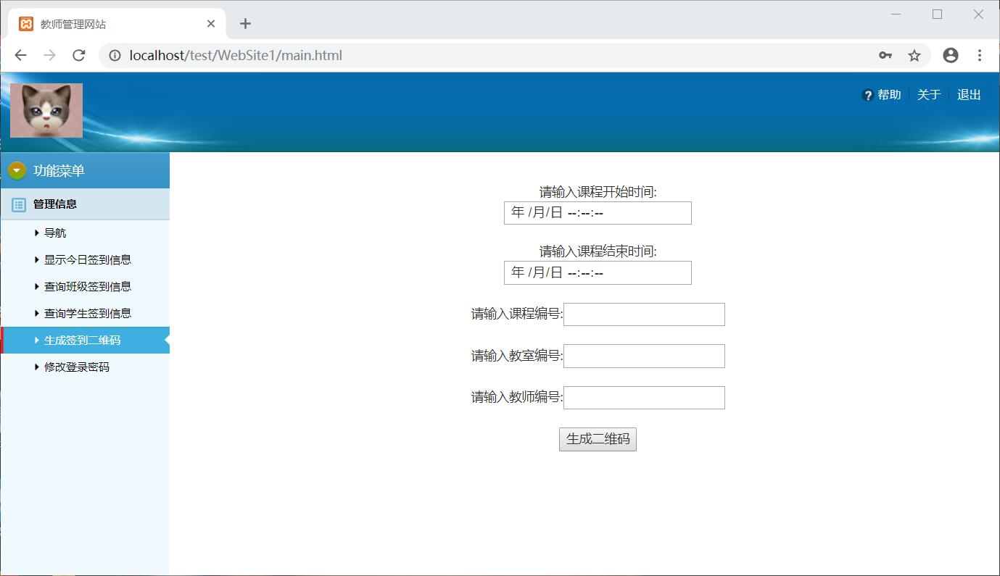 教师管理网站
localhost/test/WebSite1/main.html
帮助 关于 退出
功能菜单
管理信息
导航
显示今日签到信息
查询班级签到信息
查询学生签到信息
生成签到二维码
修改登录密码
请输入课程开始时间:
年 /月/日 --:--:--
请输入课程结束时间:
年 /月/日 --:--:--
请输入课程编号:
请输入教室编号:
请输入教师编号:
生成二维码